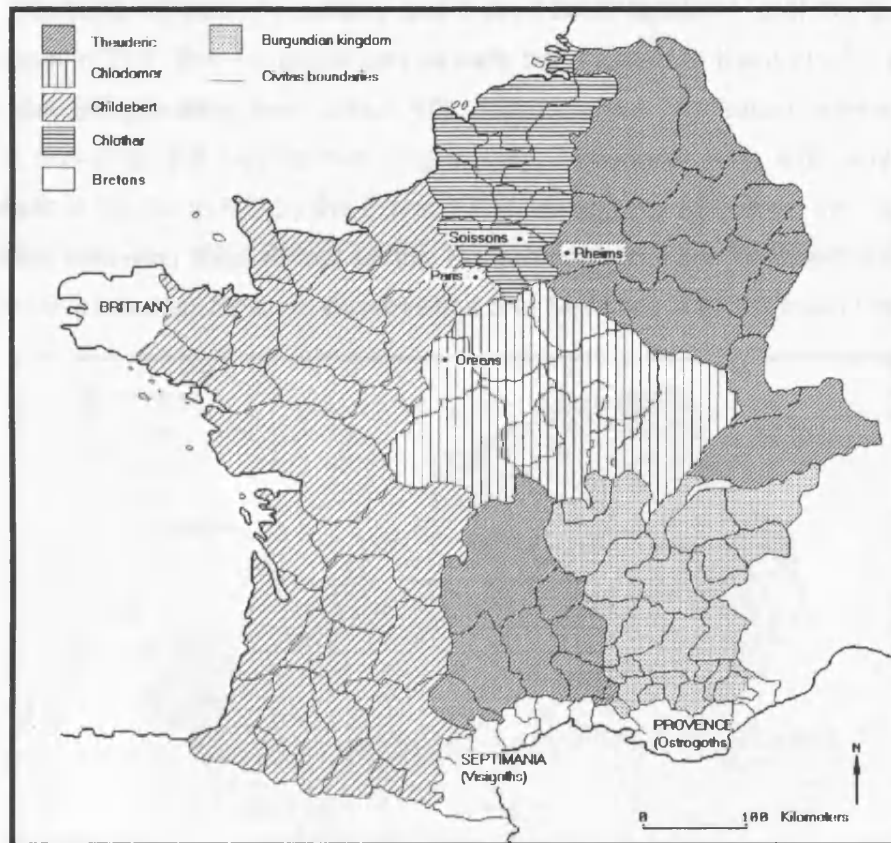 Theuderic
Chlodomer
Childebert
Chlothar
Bretons
Burgundian kingdom
Civitas boundaries
Soissons
Rheims
Paris
BRITTANY
Oreans
PROVENCE
(Ostrogoths)
SEPTIMANIA
(Visigoths)
N
0 100 Kilometers